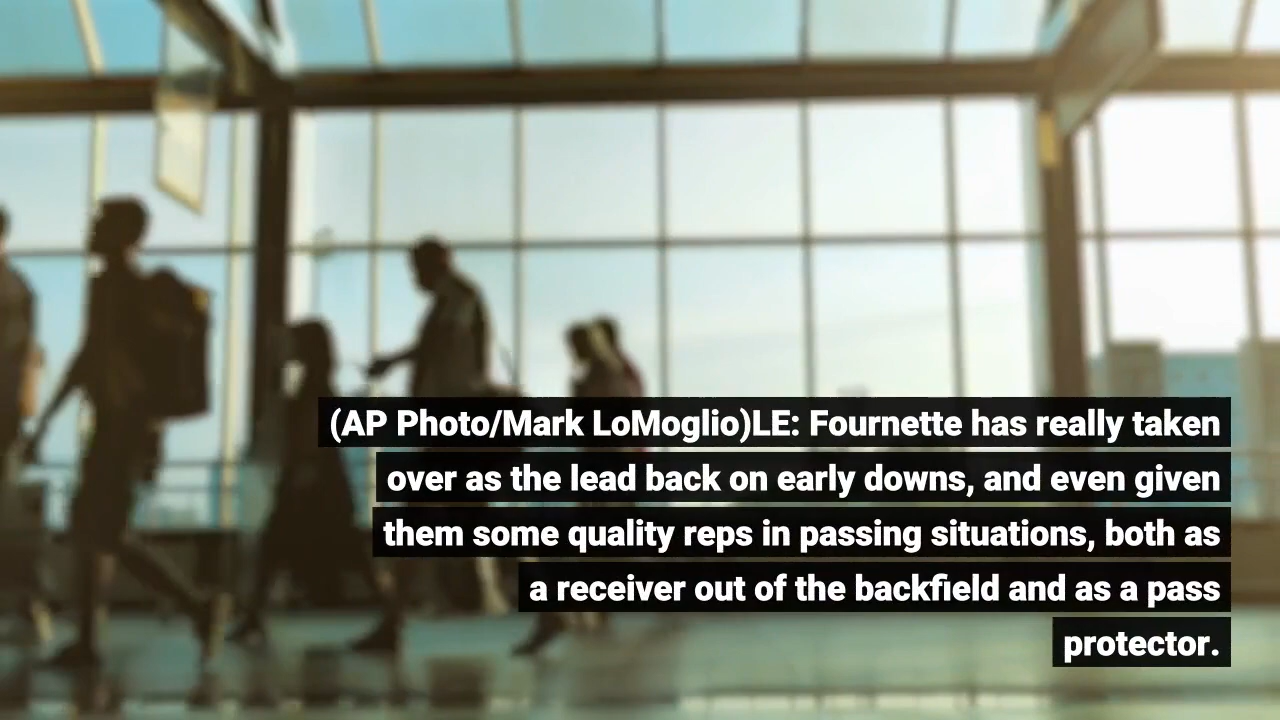 (AP Photo/Mark LoMoglio)LE: Fournette has really taken
over as the lead back on early downs, and even given
them some quality reps in passing situations, both as
a receiver out of the backfield and as a pass
protector.